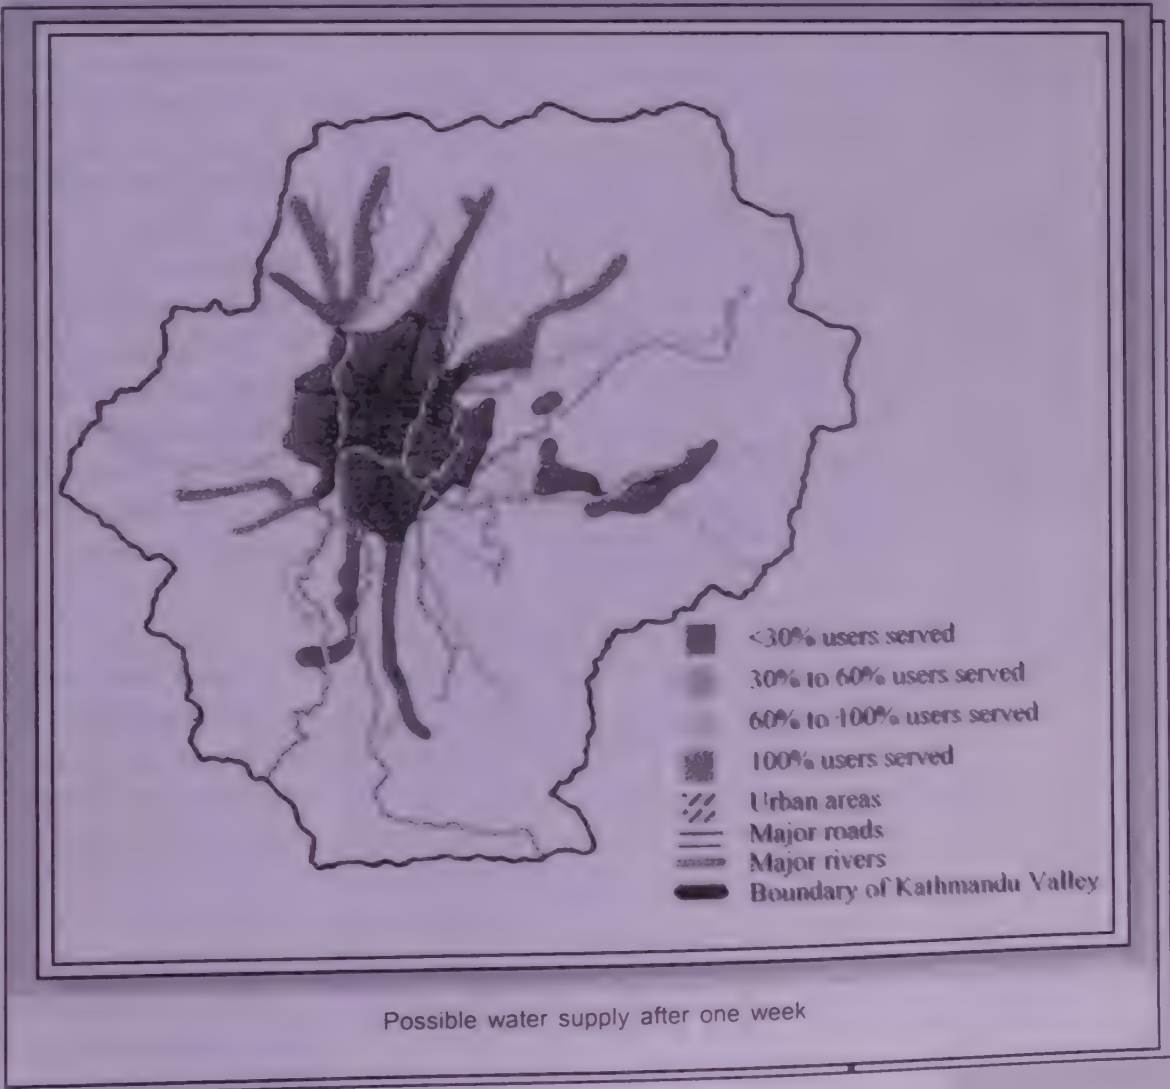 <30% users served
30% to 60% users served
60% to 100% users served
100% users served
Urban areas
Major roads
Major rivers
Boundary of Kathmandu Valley
Possible water supply after one week